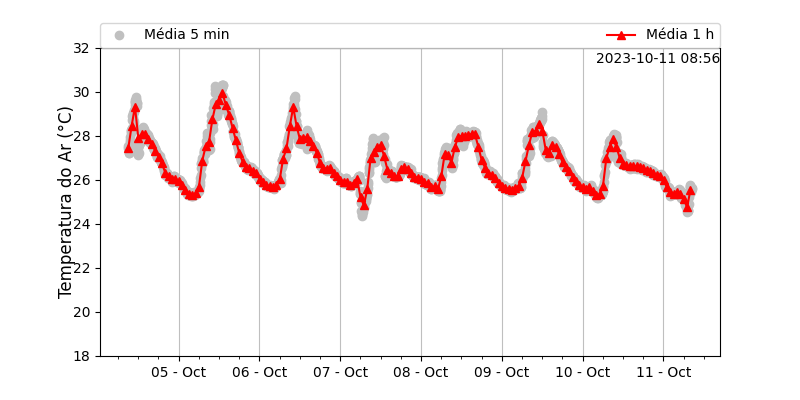 Média 5 min
Média 1 h
2023-10-11 08:56
Temperatura do Ar (°C)
32
30
28
26
24
22
20
18
05 - Oct
06 - Oct
07 - Oct
08 - Oct
09 - Oct
10 - Oct
11 - Oct